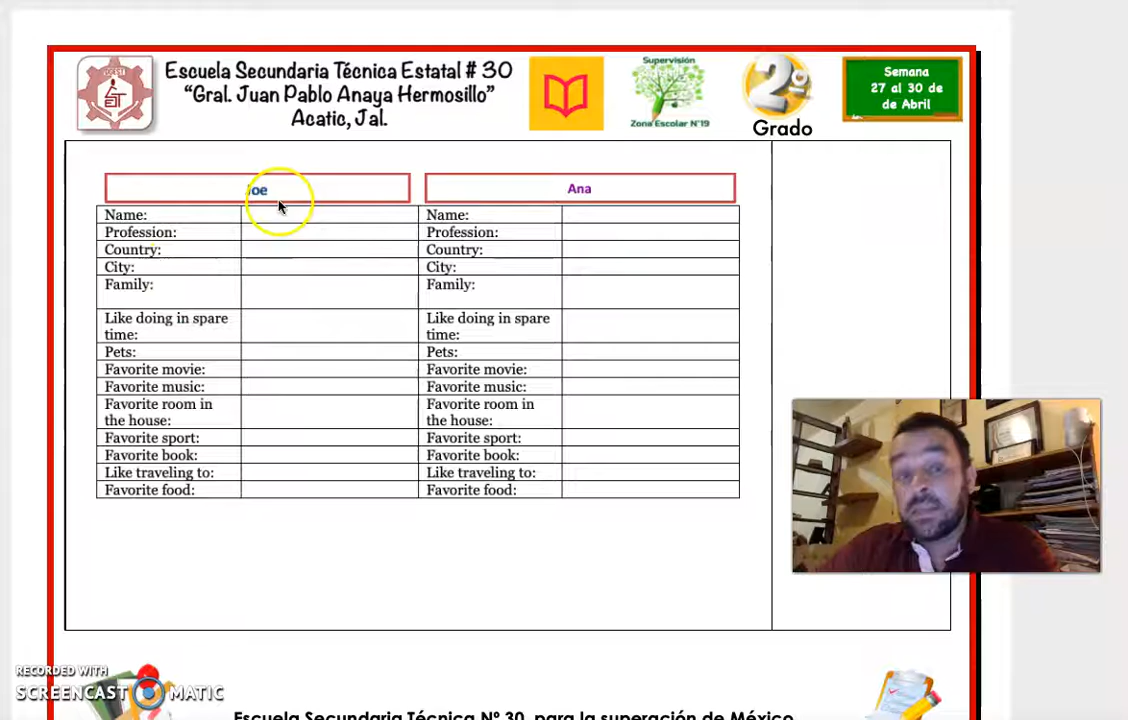 Escuela Secundaria Técnica Estatal # 30
“Gral. Juan Pablo Anaya Hermosillo”
Acatic, Jal.
Supervisión
Zona Escolar N°19
2º
Grado
Semana
27 al 30 de
de Abril
Joe
Ana
Name:
Name:
Profession:
Profession:
Country:
Country:
City:
City:
Family:
Family:
Like doing in spare
time:
Like doing in spare
time:
Pets:
Pets:
Favorite movie:
Favorite movie:
Favorite music:
Favorite music:
Favorite room in
the house:
Favorite room in
the house:
Favorite sport:
Favorite sport:
Favorite book:
Favorite book:
Like traveling to:
Like traveling to:
Favorite food:
Favorite food:
RECORDED WITH
SCREENCAST MATIC
Escuela Secundaria Técnica Nº 30, para la superación de México